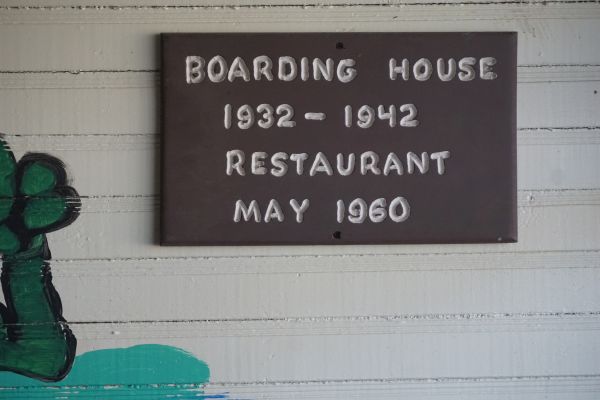 BOARDING HOUSE
1932 - 1942
RESTAURANT
MAY 1960